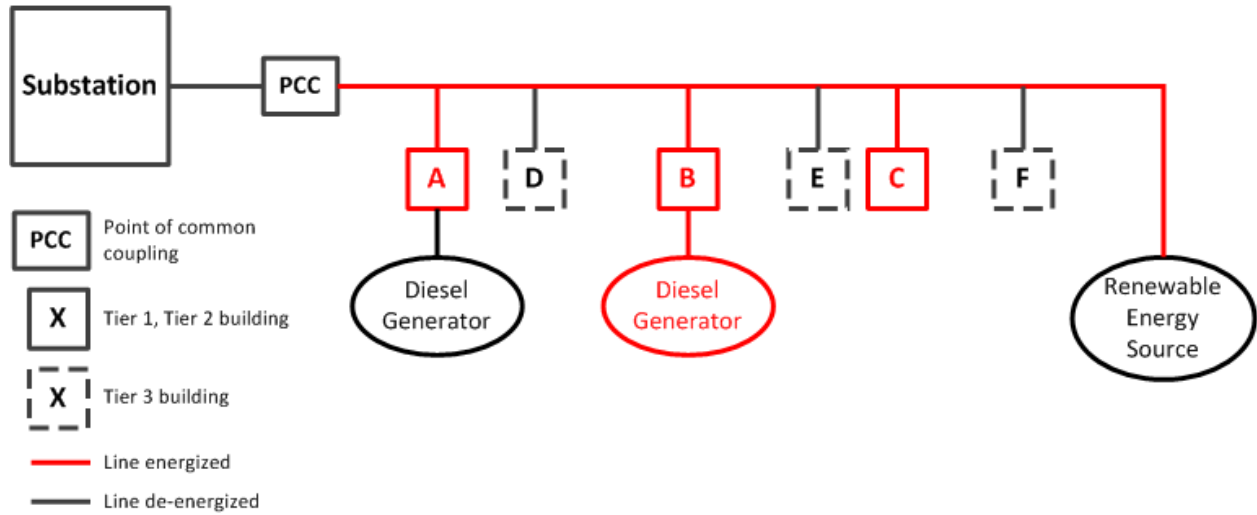 Substation
PCC
A
D
B
E
C
F
Diesel
Generator
Diesel
Generator
Renewable
Energy
Source
PCC
Point of common
coupling
X
Tier 1, Tier 2 building
X
Tier 3 building
Line energized
Line de-energized